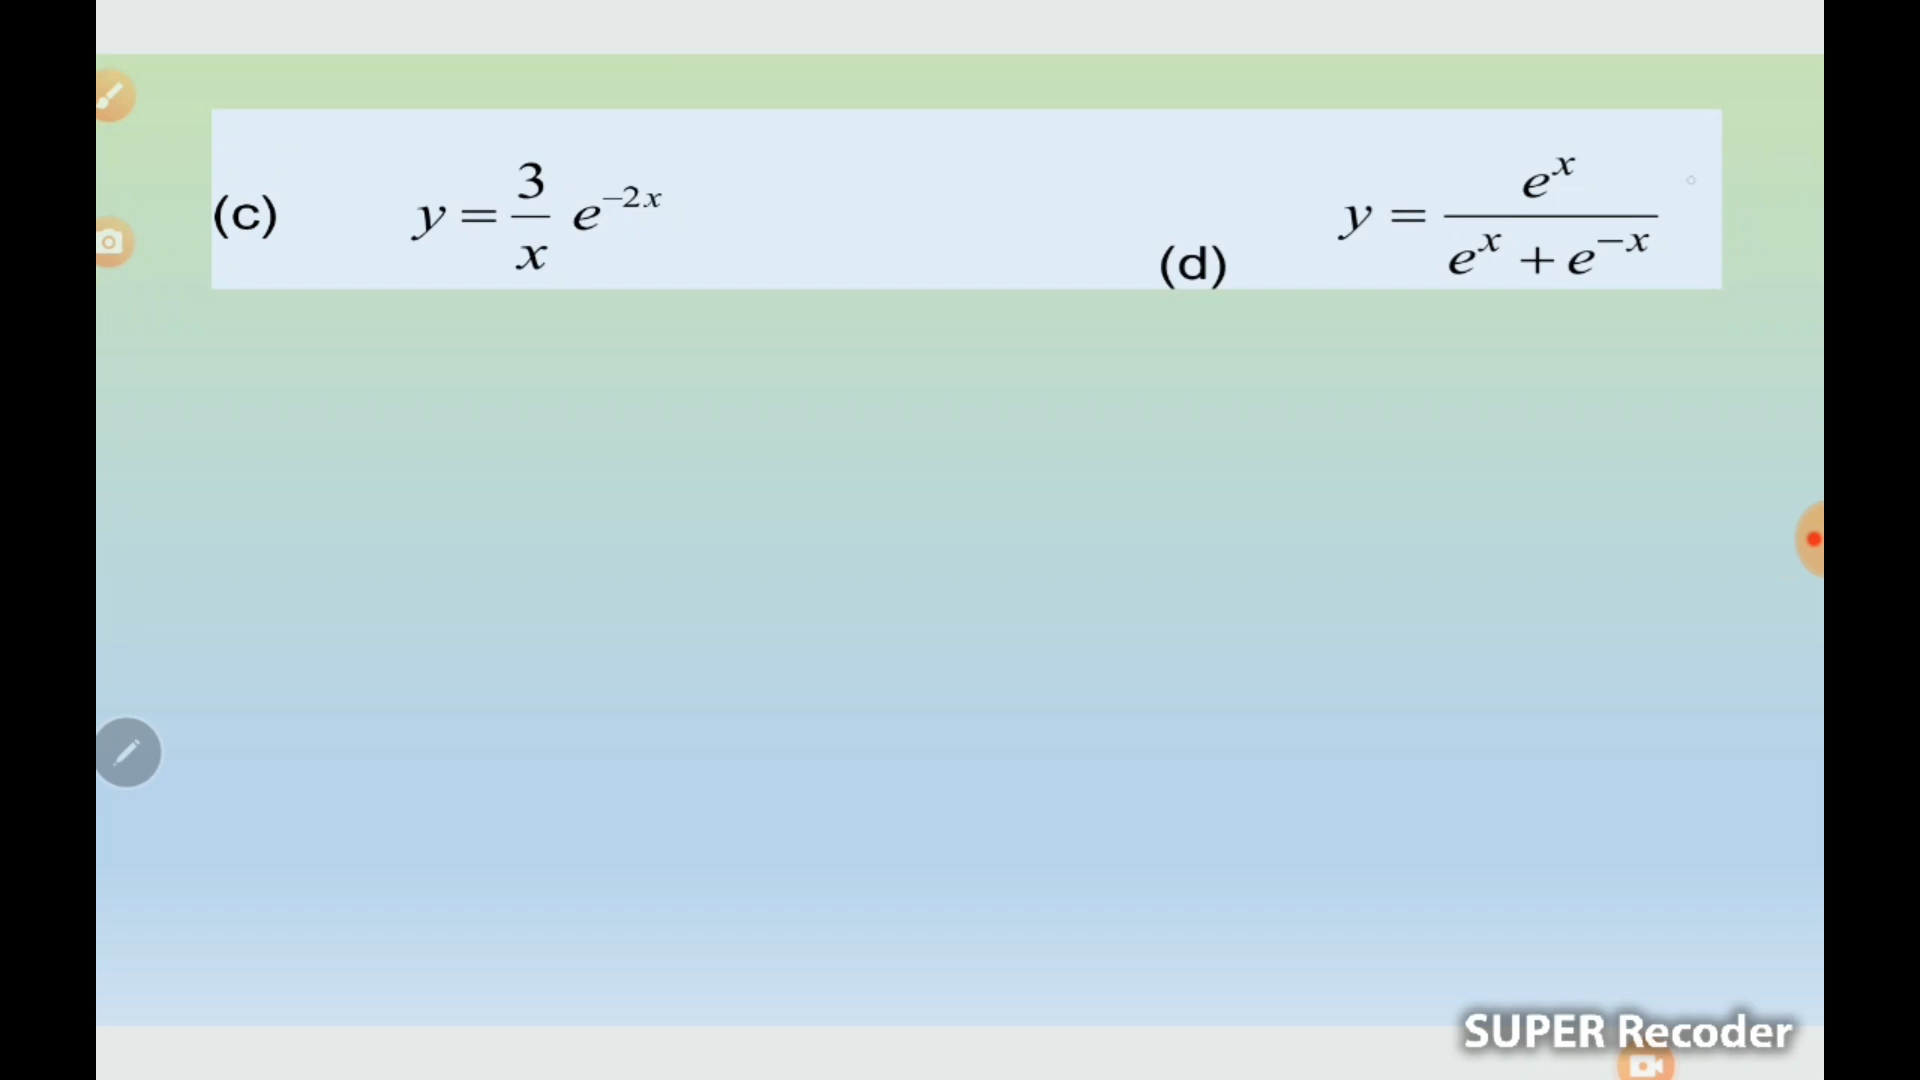 (c) y = 3/x e^{-2x}
(d) y = e^x / (e^x + e^{-x})
SUPER Recoder